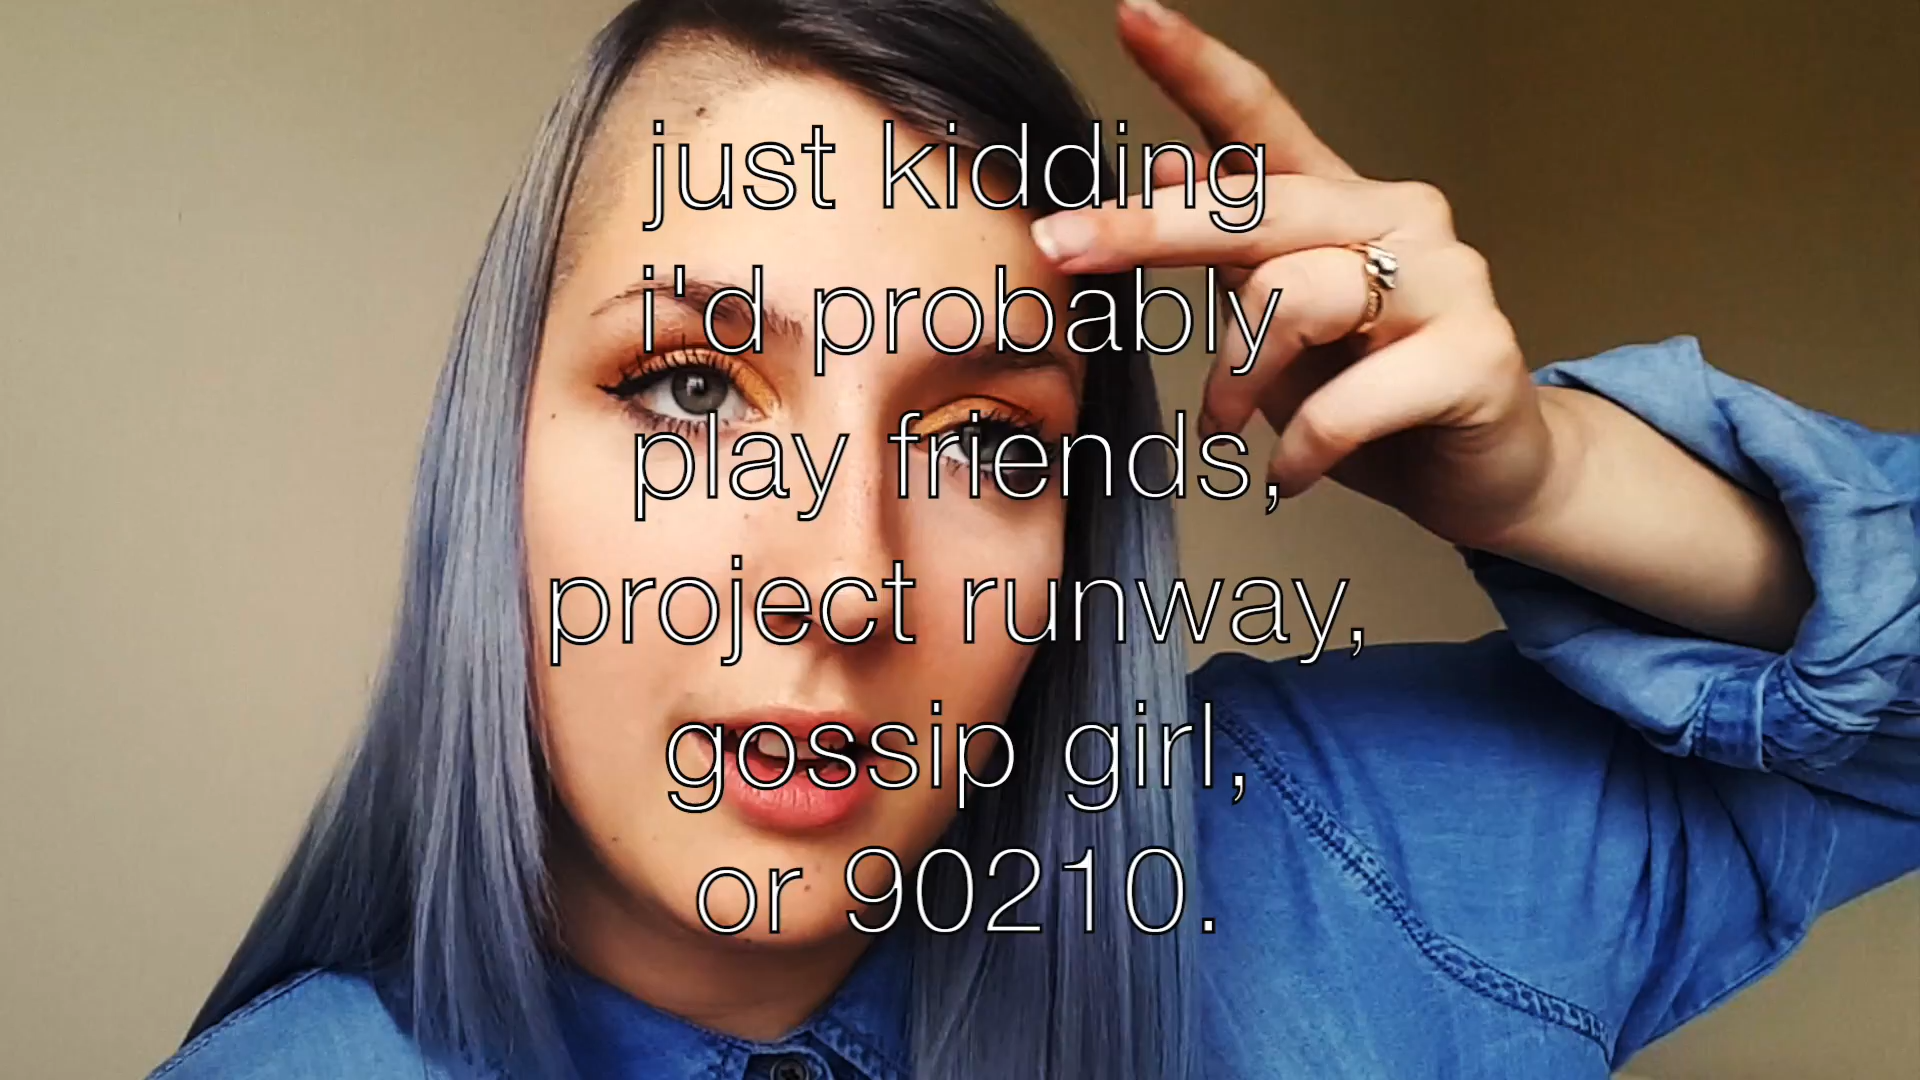 just kidding
i'd probably
play friends,
project runway,
gossip girl,
or 90210.